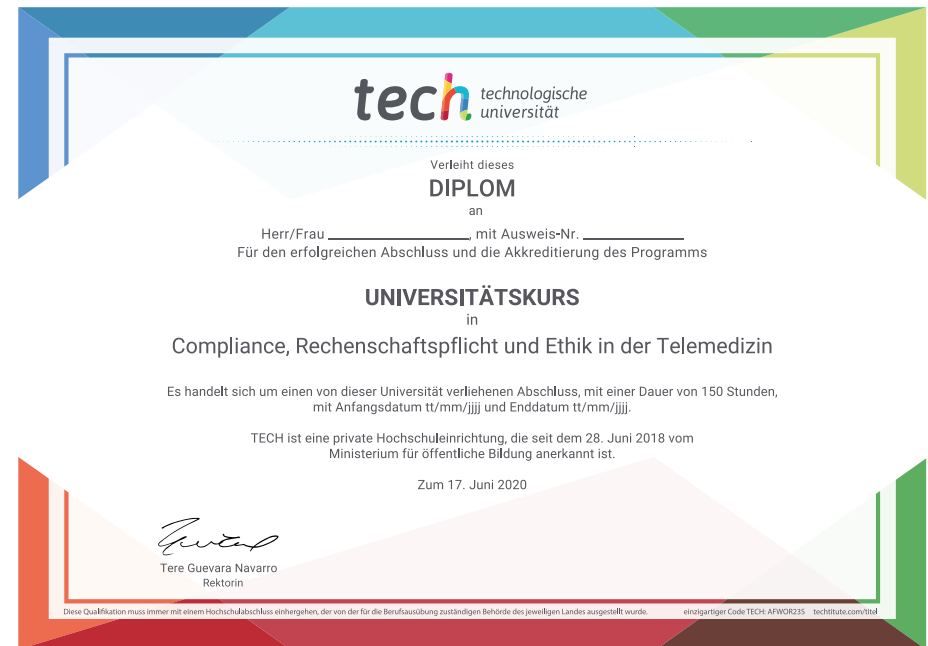 tech technologische
universität
Verleiht dieses
DIPLOM
an
Herr/Frau ____________________, mit Ausweis-Nr. ______________
Für den erfolgreichen Abschluss und die Akkreditierung des Programms
UNIVERSITÄTSKURS
in
Compliance, Rechenschaftspflicht und Ethik in der Telemedizin
Es handelt sich um einen von dieser Universität verliehenen Abschluss, mit einer Dauer von 150 Stunden,
mit Anfangsdatum tt/mm/jjjj und Enddatum tt/mm/jjjj.
TECH ist eine private Hochschuleinrichtung, die seit dem 28. Juni 2018 vom
Ministerium für öffentliche Bildung anerkannt ist.
Zum 17. Juni 2020
Tere Guevara Navarro
Rektorin
Diese Qualifikation muss immer mit einem Hochschulabschluss einhergehen, der von der für die Berufsausübung zuständigen Behörde des jeweiligen Landes ausgestellt wurde. einzigartiger Code TECH: AFWOR23S techtitute.com/titel